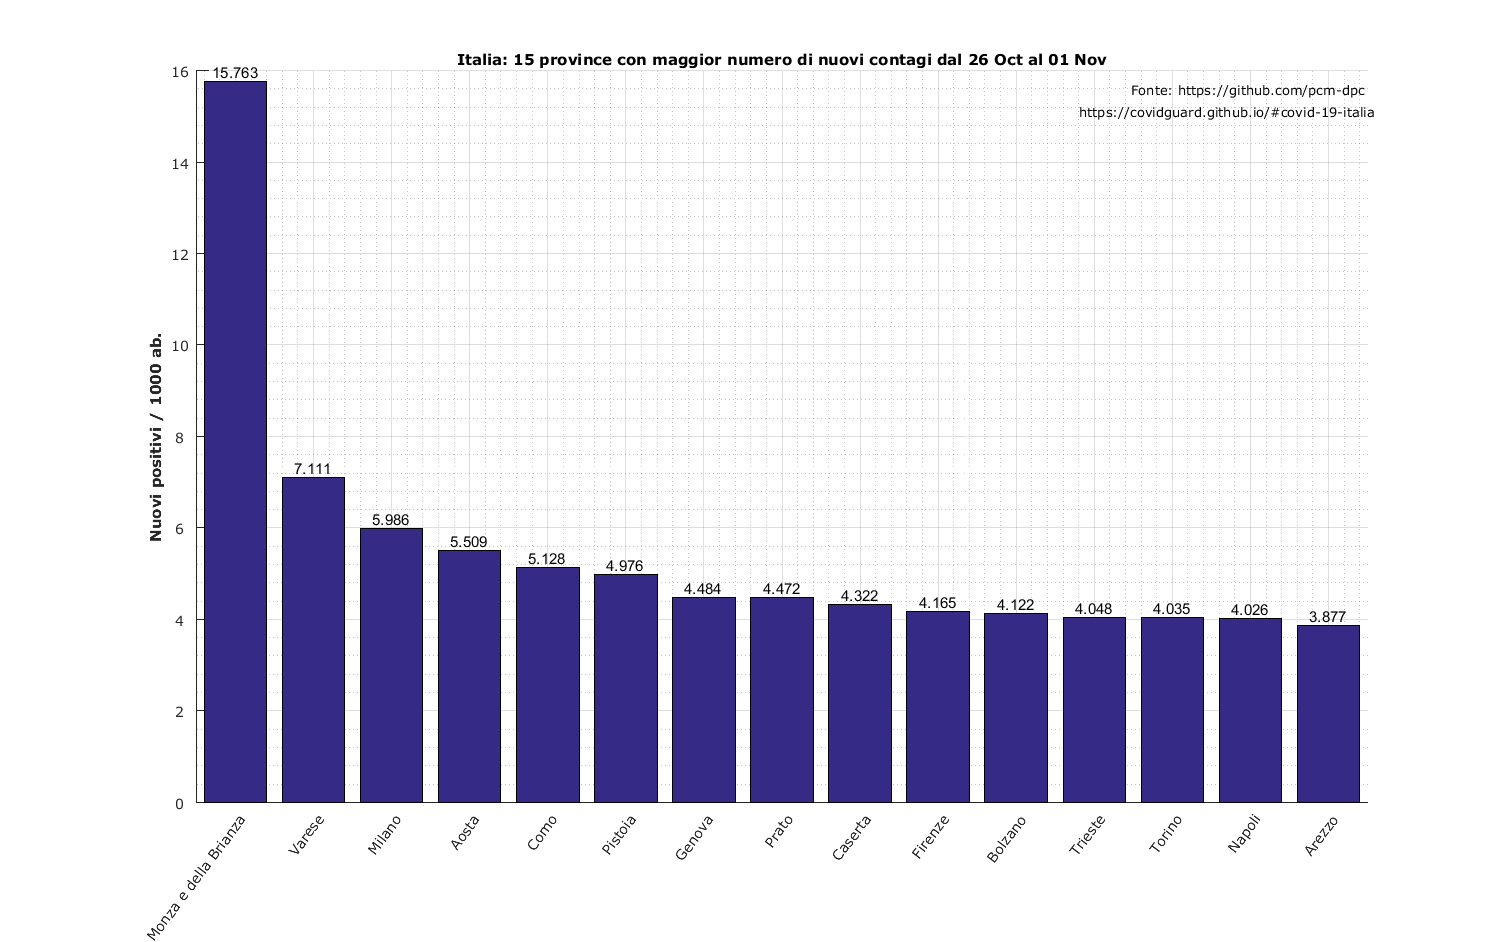 Italia: 15 province con maggior numero di nuovi contagi dal 26 Oct al 01 Nov
Fonte: https://github.com/pcm-dpc
https://covidguard.github.io/#covid-19-italia
Nuovi positivi / 1000 ab.
16
14
12
10
8
6
4
2
0
15.763
7.111
5.986
5.509
5.128
4.976
4.484
4.472
4.322
4.165
4.122
4.048
4.035
4.026
3.877
Monza e della Brianza
Varese
Milano
Aosta
Como
Pistoia
Genova
Prato
Caserta
Firenze
Bolzano
Trieste
Torino
Napoli
Arezzo